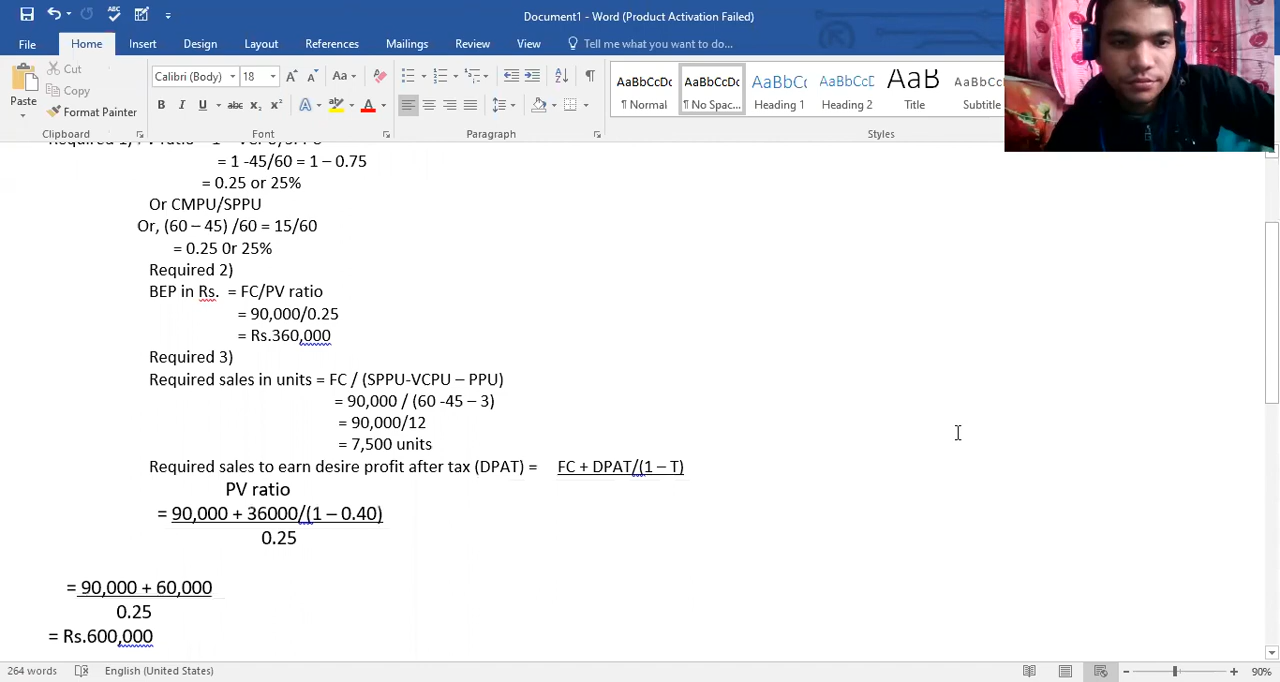 Document1 - Word (Product Activation Failed)
File Home Insert Design Layout References Mailings Review View Tell me what you want to do...
Paste Cut Copy Format Painter
Calibri (Body) 18
AaBbCcDc AaBbCcDc AaBbCc AaBbCcE AaB AaBbCcD
¶ Normal ¶ No Spac... Heading 1 Heading 2 Title Subtitle
Clipboard Font Paragraph Styles
= 1 -45/60 = 1 – 0.75
= 0.25 or 25%
Or CMPU/SPPU
Or, (60 – 45) /60 = 15/60
= 0.25 0r 25%
Required 2)
BEP in Rs. = FC/PV ratio
= 90,000/0.25
= Rs.360,000
Required 3)
Required sales in units = FC / (SPPU-VCPU – PPU)
= 90,000 / (60 -45 – 3)
= 90,000/12
= 7,500 units
Required sales to earn desire profit after tax (DPAT) = FC + DPAT/(1 – T)
PV ratio
= 90,000 + 36000/(1 – 0.40)
0.25
= 90,000 + 60,000
0.25
= Rs.600,000
264 words English (United States) 90%